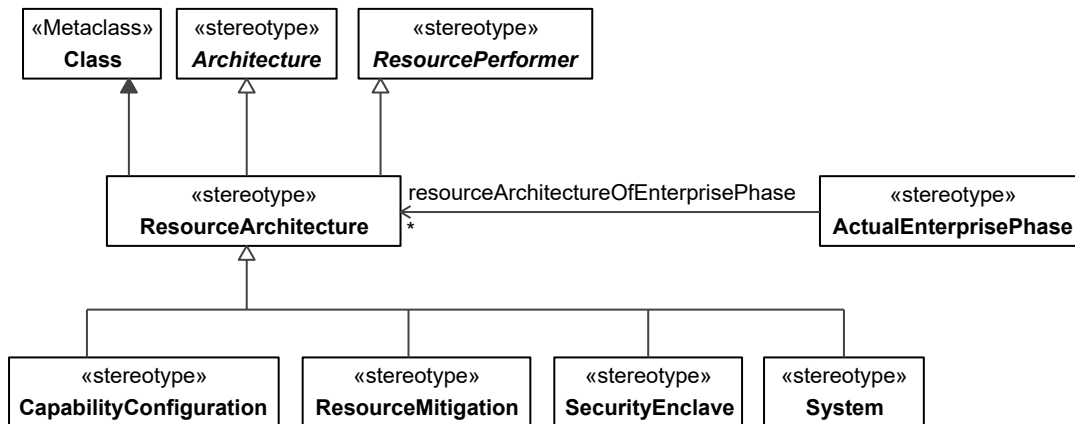 «Metaclass»
Class
«stereotype»
Architecture
«stereotype»
ResourcePerformer
«stereotype»
ResourceArchitecture
resourceArchitectureOfEnterprisePhase
*
«stereotype»
ActualEnterprisePhase
«stereotype»
CapabilityConfiguration
«stereotype»
ResourceMitigation
«stereotype»
SecurityEnclave
«stereotype»
System